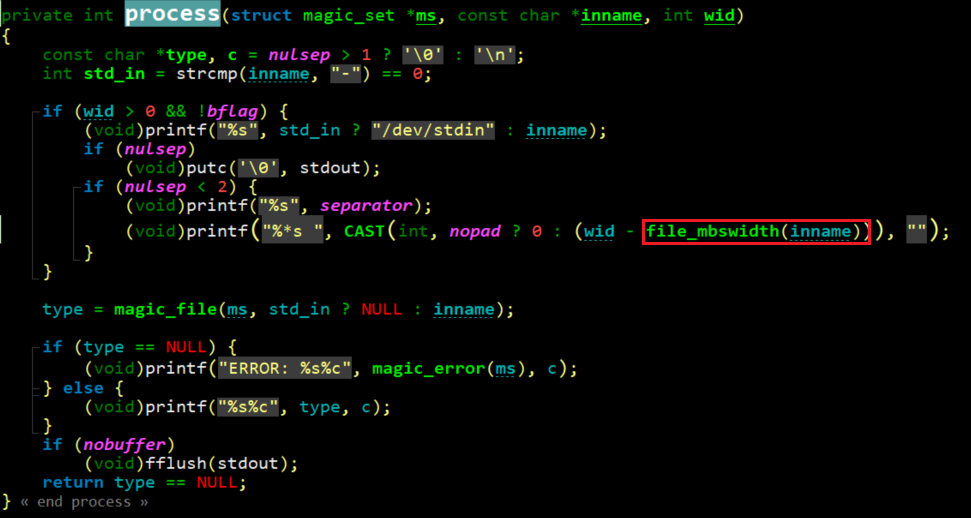 private int process(struct magic_set *ms, const char *inname, int wid)
{
    const char *type, c = nulsep > 1 ? '\0' : '\n';
    int std_in = strcmp(inname, "-") == 0;

    if (wid > 0 && !bflag) {
        (void)printf("%s", std_in ? "/dev/stdin" : inname);
        if (nulsep)
            (void)putc('\0', stdout);
        if (nulsep < 2) {
            (void)printf("%s", separator);
            (void)printf("%*s ", CAST(int, nopad ? 0 : (wid - file_mbswidth(inname))), "");
        }
    }

    type = magic_file(ms, std_in ? NULL : inname);

    if (type == NULL) {
        (void)printf("ERROR: %s%c", magic_error(ms), c);
    } else {
        (void)printf("%s%c", type, c);
    }
    if (nobuffer)
        (void)fflush(stdout);
    return type == NULL;
} « end process »